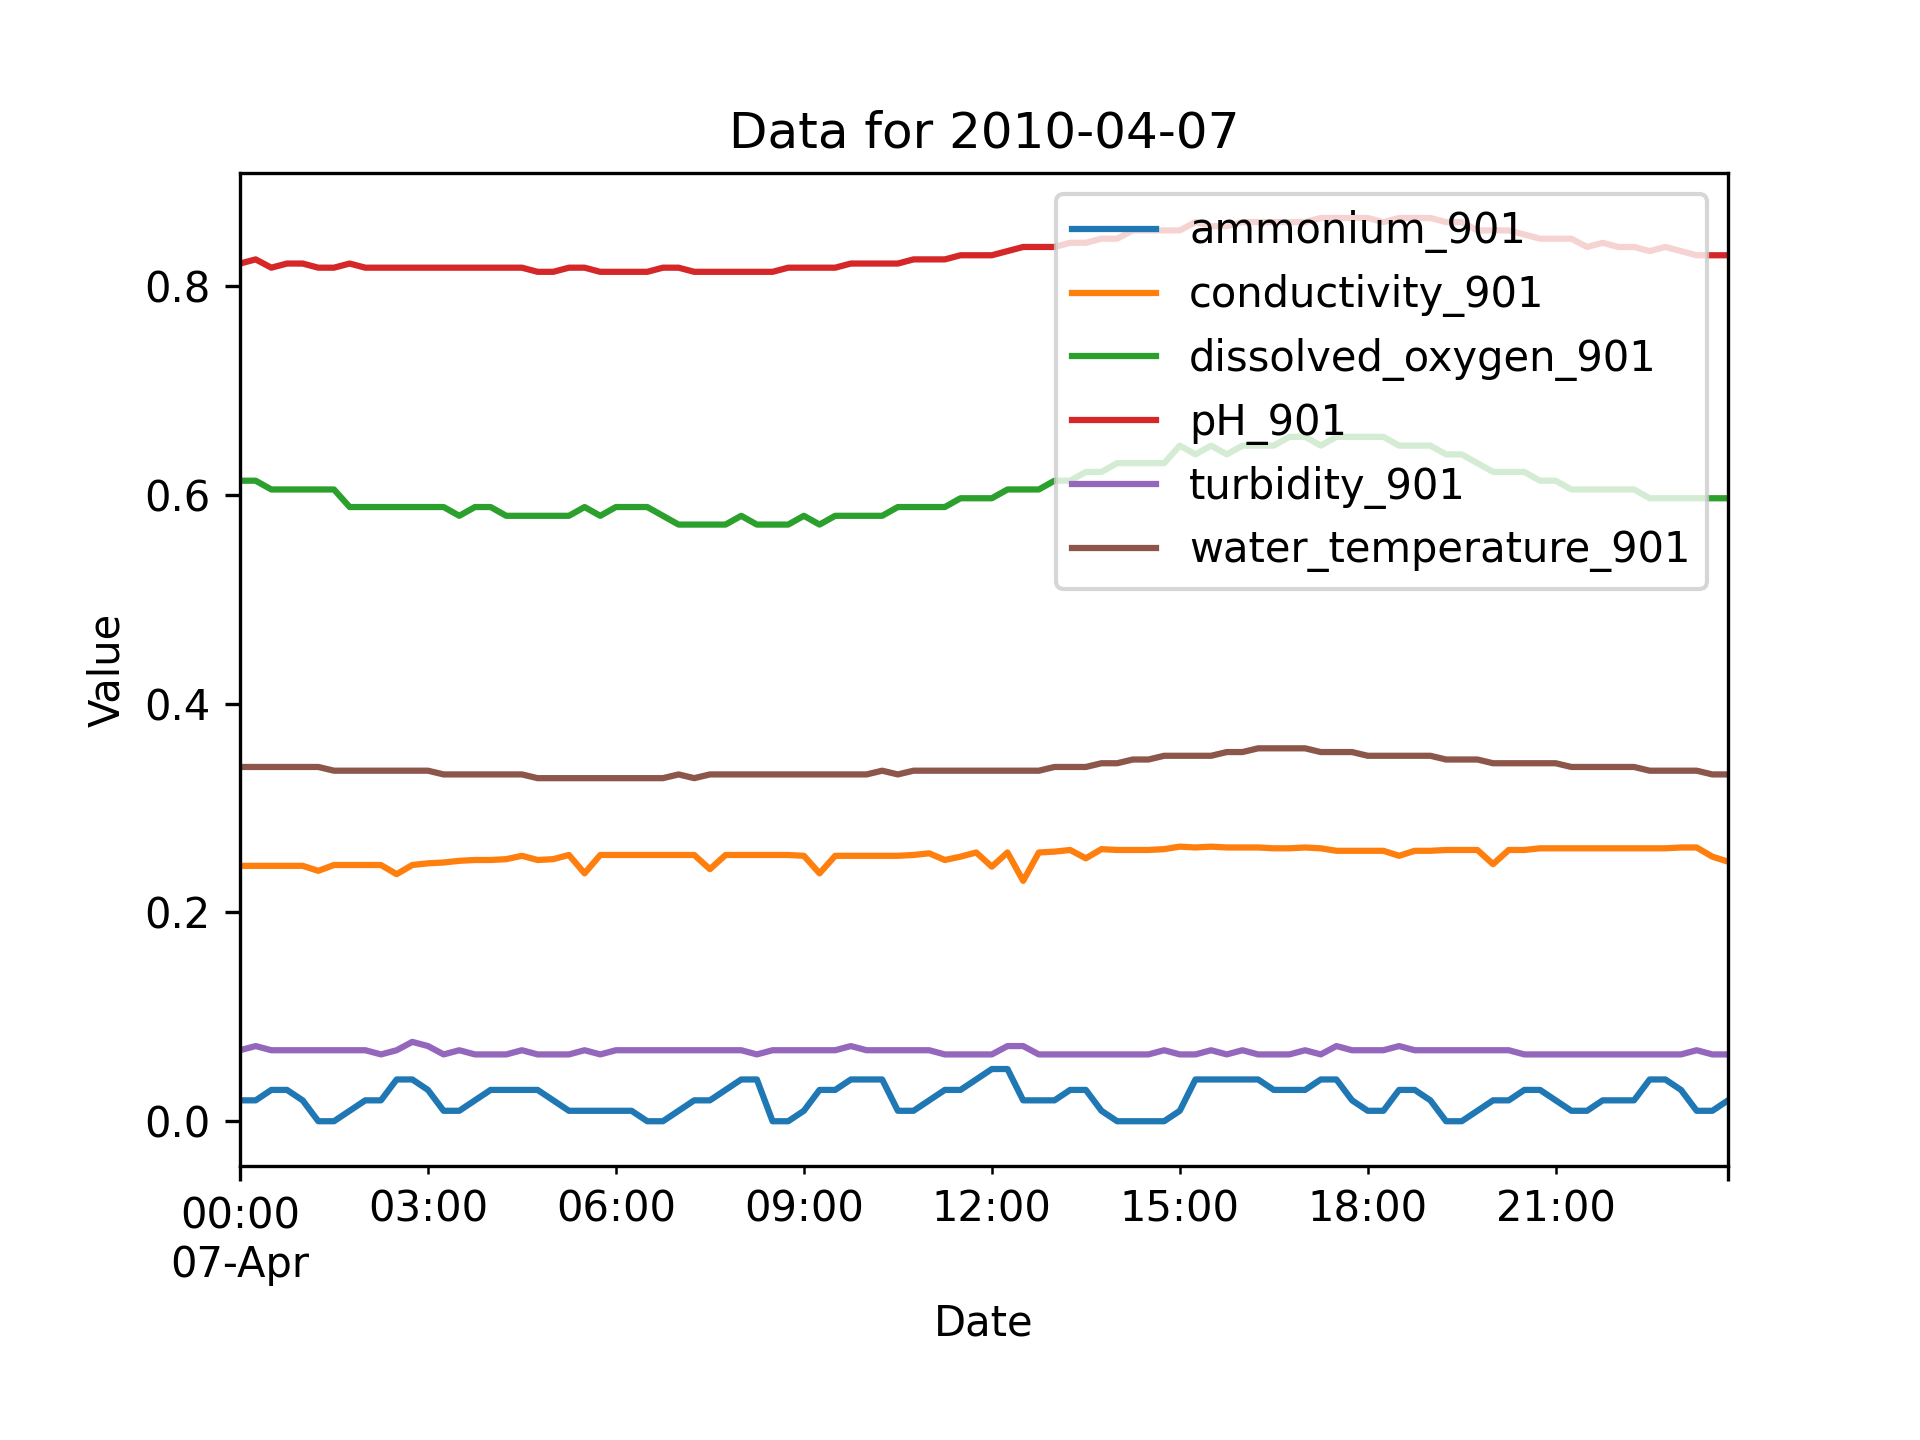 Data for 2010-04-07
ammonium_901
conductivity_901
dissolved_oxygen_901
pH_901
turbidity_901
water_temperature_901
Value
0.8
0.6
0.4
0.2
0.0
00:00 03:00 06:00 09:00 12:00 15:00 18:00 21:00
07-Apr
Date